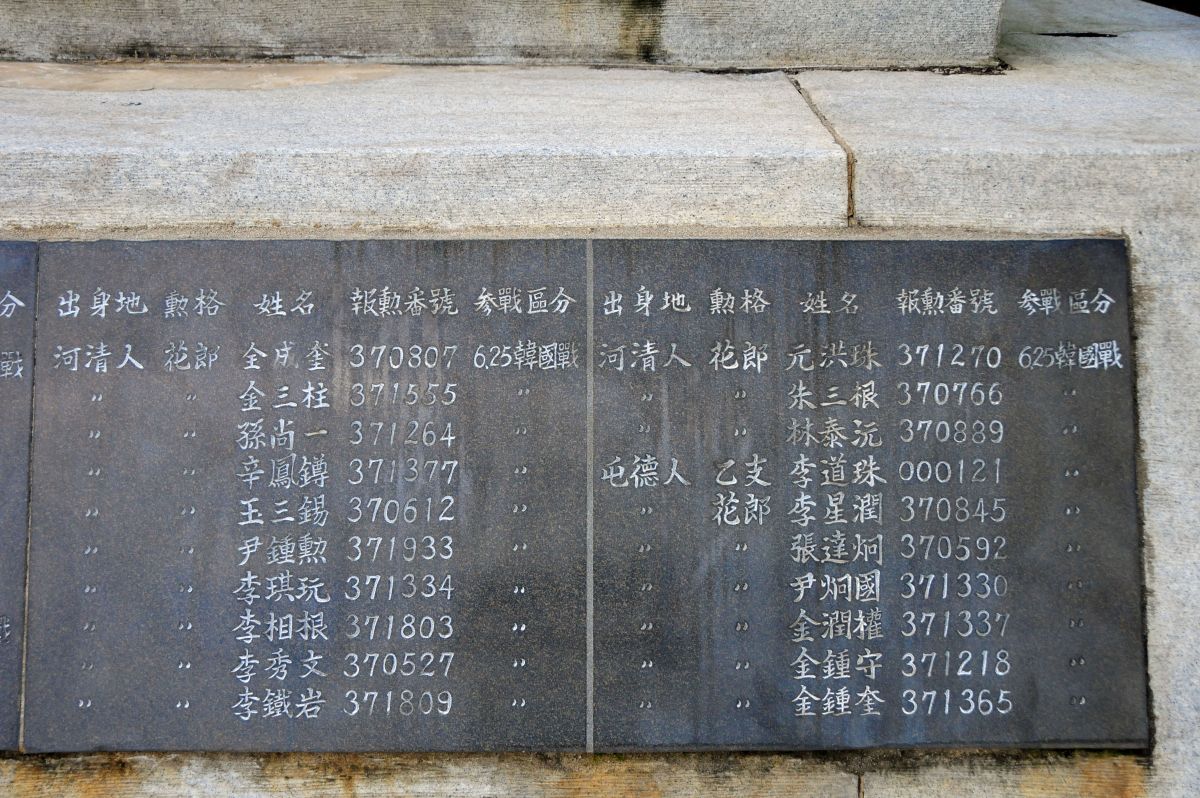 分
戰
出身地 勲格 姓名 報勲番號 參戰區分
河清人 花郎 金成奎 370807 6.25韓國戰
〃 〃 金三柱 371555 〃
〃 〃 孫尚一 371264 〃
〃 〃 辛鳳鐏 371377 〃
〃 〃 玉三錫 370612 〃
〃 〃 尹鍾勲 371933 〃
〃 〃 李琪玩 371334 〃
〃 〃 李相根 371803 〃
〃 〃 李秀文 370527 〃
〃 〃 李鐵岩 371809 〃
出身地 勲格 姓名 報勲番號 參戰區分
河清人 花郎 元洪珠 371270 6.25韓國戰
〃 〃 朱三根 370766 〃
〃 〃 林泰沅 370889 〃
屯德人 乙支 李道珠 000121 〃
〃 花郎 李星潤 370845 〃
〃 〃 張達炯 370592 〃
〃 〃 尹炯國 371330 〃
〃 〃 金潤權 371337 〃
〃 〃 金鍾守 371218 〃
〃 〃 金鍾奎 371365 〃